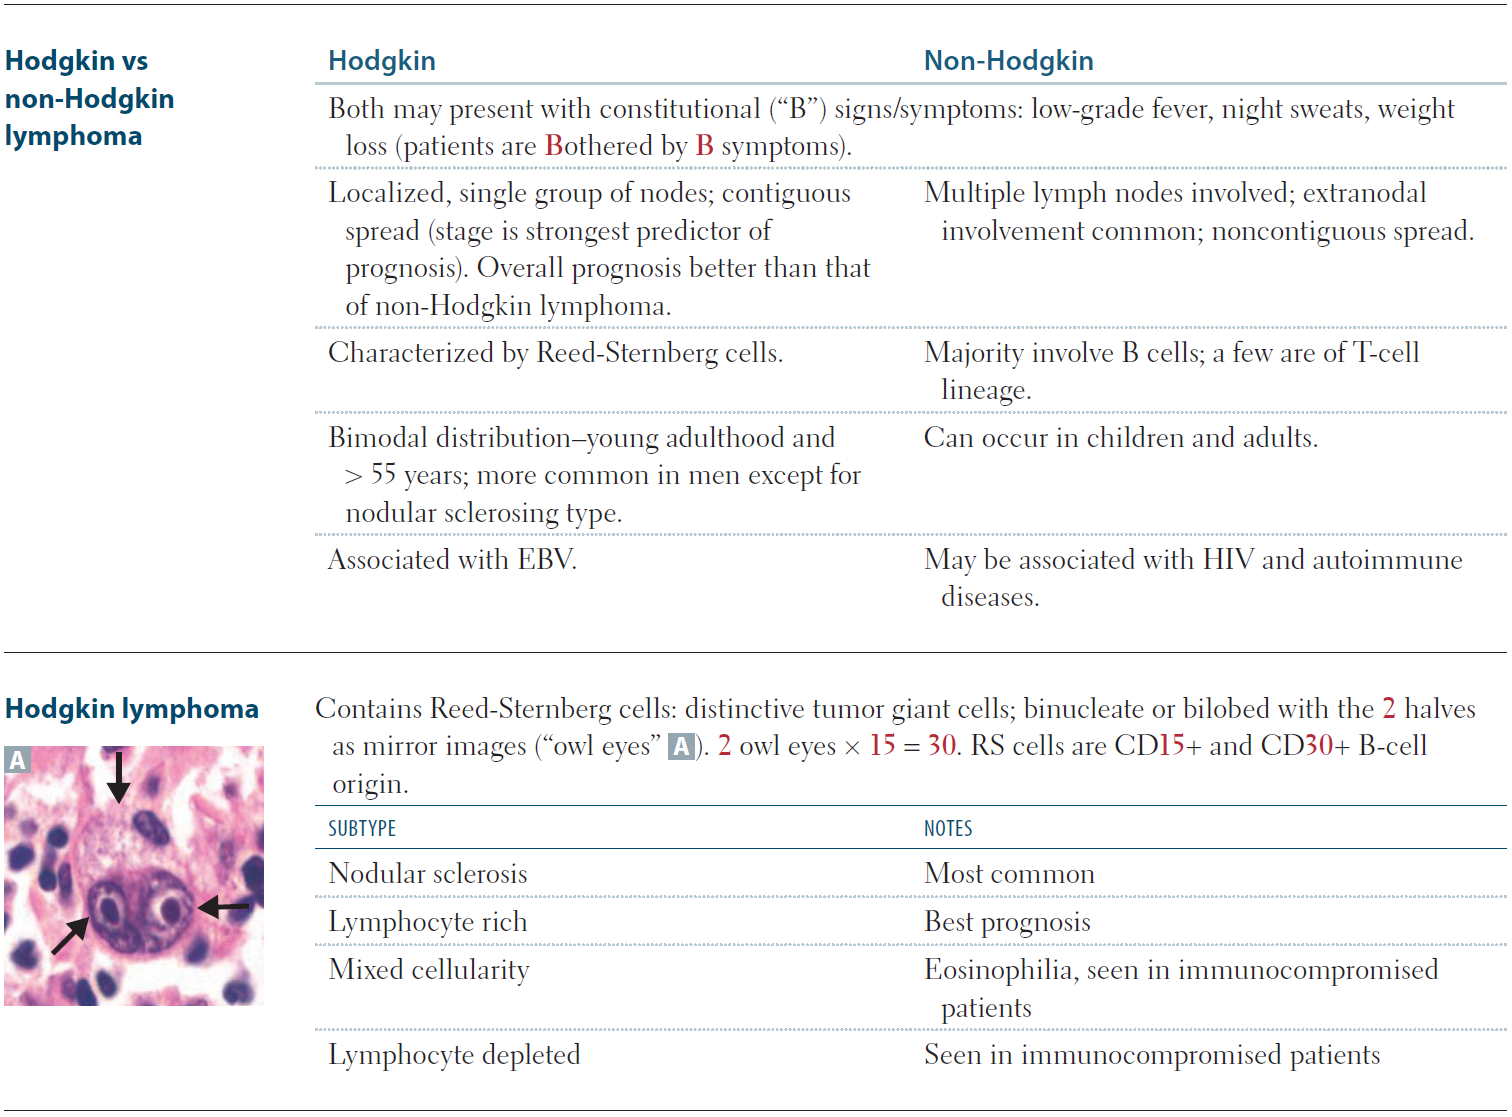 Hodgkin vs
non-Hodgkin
lymphoma
Hodgkin
Non-Hodgkin
Both may present with constitutional (“B”) signs/symptoms: low-grade fever, night sweats, weight
loss (patients are Bothered by B symptoms).
Localized, single group of nodes; contiguous
spread (stage is strongest predictor of
prognosis). Overall prognosis better than that
of non-Hodgkin lymphoma.
Multiple lymph nodes involved; extranodal
involvement common; noncontiguous spread.
Characterized by Reed-Sternberg cells.
Majority involve B cells; a few are of T-cell
lineage.
Bimodal distribution–young adulthood and
> 55 years; more common in men except for
nodular sclerosing type.
Can occur in children and adults.
Associated with EBV.
May be associated with HIV and autoimmune
diseases.
Hodgkin lymphoma
A
Contains Reed-Sternberg cells: distinctive tumor giant cells; binucleate or bilobed with the 2 halves
as mirror images (“owl eyes” A). 2 owl eyes × 15 = 30. RS cells are CD15+ and CD30+ B-cell
origin.
SUBTYPE
NOTES
Nodular sclerosis
Most common
Lymphocyte rich
Best prognosis
Mixed cellularity
Eosinophilia, seen in immunocompromised
patients
Lymphocyte depleted
Seen in immunocompromised patients